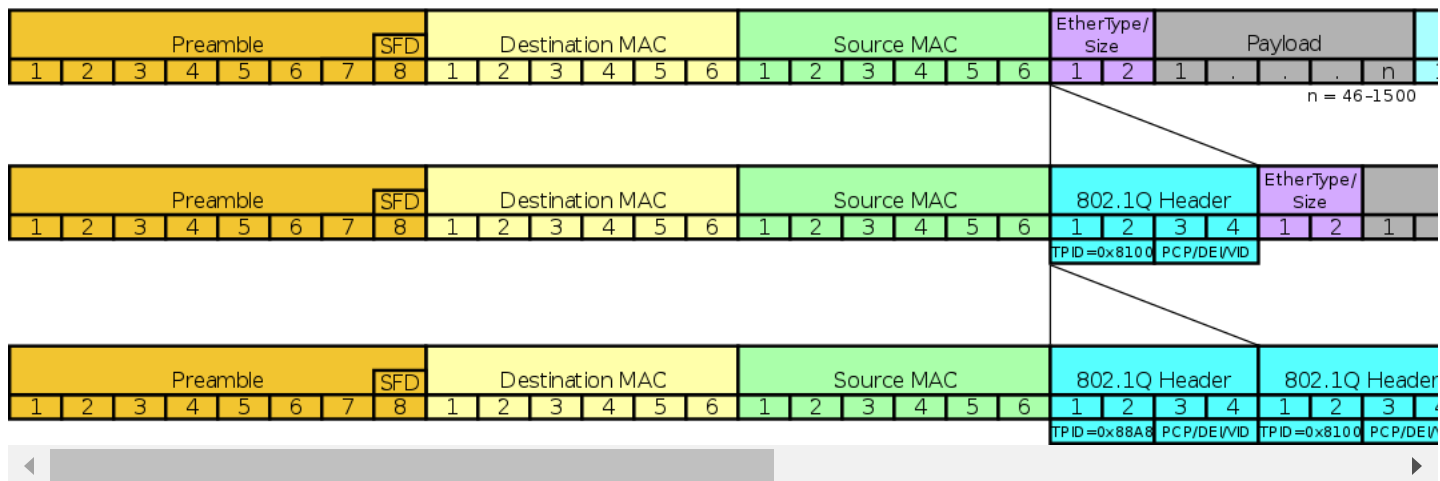 EtherType/
Preamble SFD Destination MAC Source MAC Size Payload
1 2 3 4 5 6 7 8 1 2 3 4 5 6 1 2 3 4 5 6 1 2 1 . . . n
n = 46–1500
EtherType/
Preamble SFD Destination MAC Source MAC 802.1Q Header Size
1 2 3 4 5 6 7 8 1 2 3 4 5 6 1 2 3 4 5 6 1 2 3 4 1 2 1
TPID=0x8100 PCP/DEI/VID
Preamble SFD Destination MAC Source MAC 802.1Q Header 802.1Q Header
1 2 3 4 5 6 7 8 1 2 3 4 5 6 1 2 3 4 5 6 1 2 3 4 1 2 3 4
TPID=0x88A8 PCP/DEI/VID TPID=0x8100 PCP/DEI/V